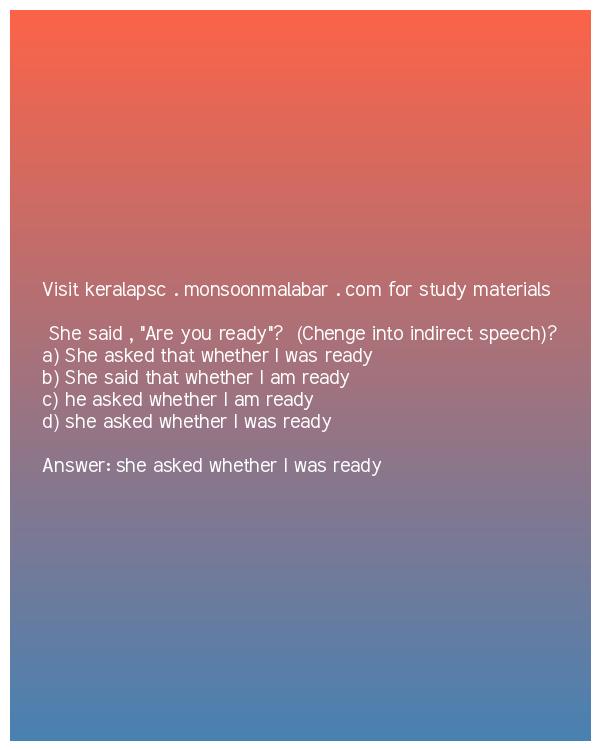 Visit keralapsc . monsoonmalabar . com for study materials
She said , "Are you ready"? (Chenge into indirect speech)?
a) She asked that whether I was ready
b) She said that whether I am ready
c) he asked whether I am ready
d) she asked whether I was ready
Answer: she asked whether I was ready